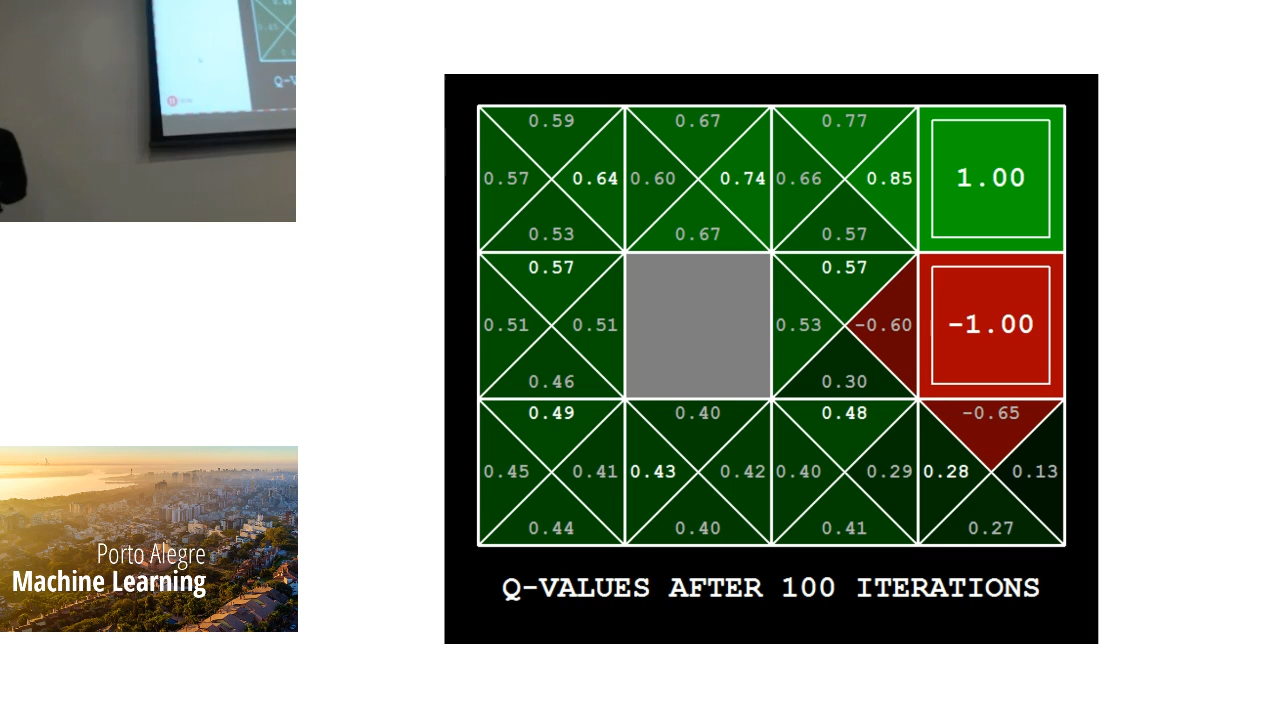 0.59 0.67 0.77
0.57 0.64 0.60 0.74 0.66 0.85 1.00
0.53 0.67 0.57
0.57 0.57
0.51 0.51 0.53 -0.60 -1.00
0.46 0.30
0.49 0.40 0.48 -0.65
0.45 0.41 0.43 0.42 0.40 0.29 0.28 0.13
0.44 0.40 0.41 0.27
Q-VALUES AFTER 100 ITERATIONS
Porto Alegre
Machine Learning